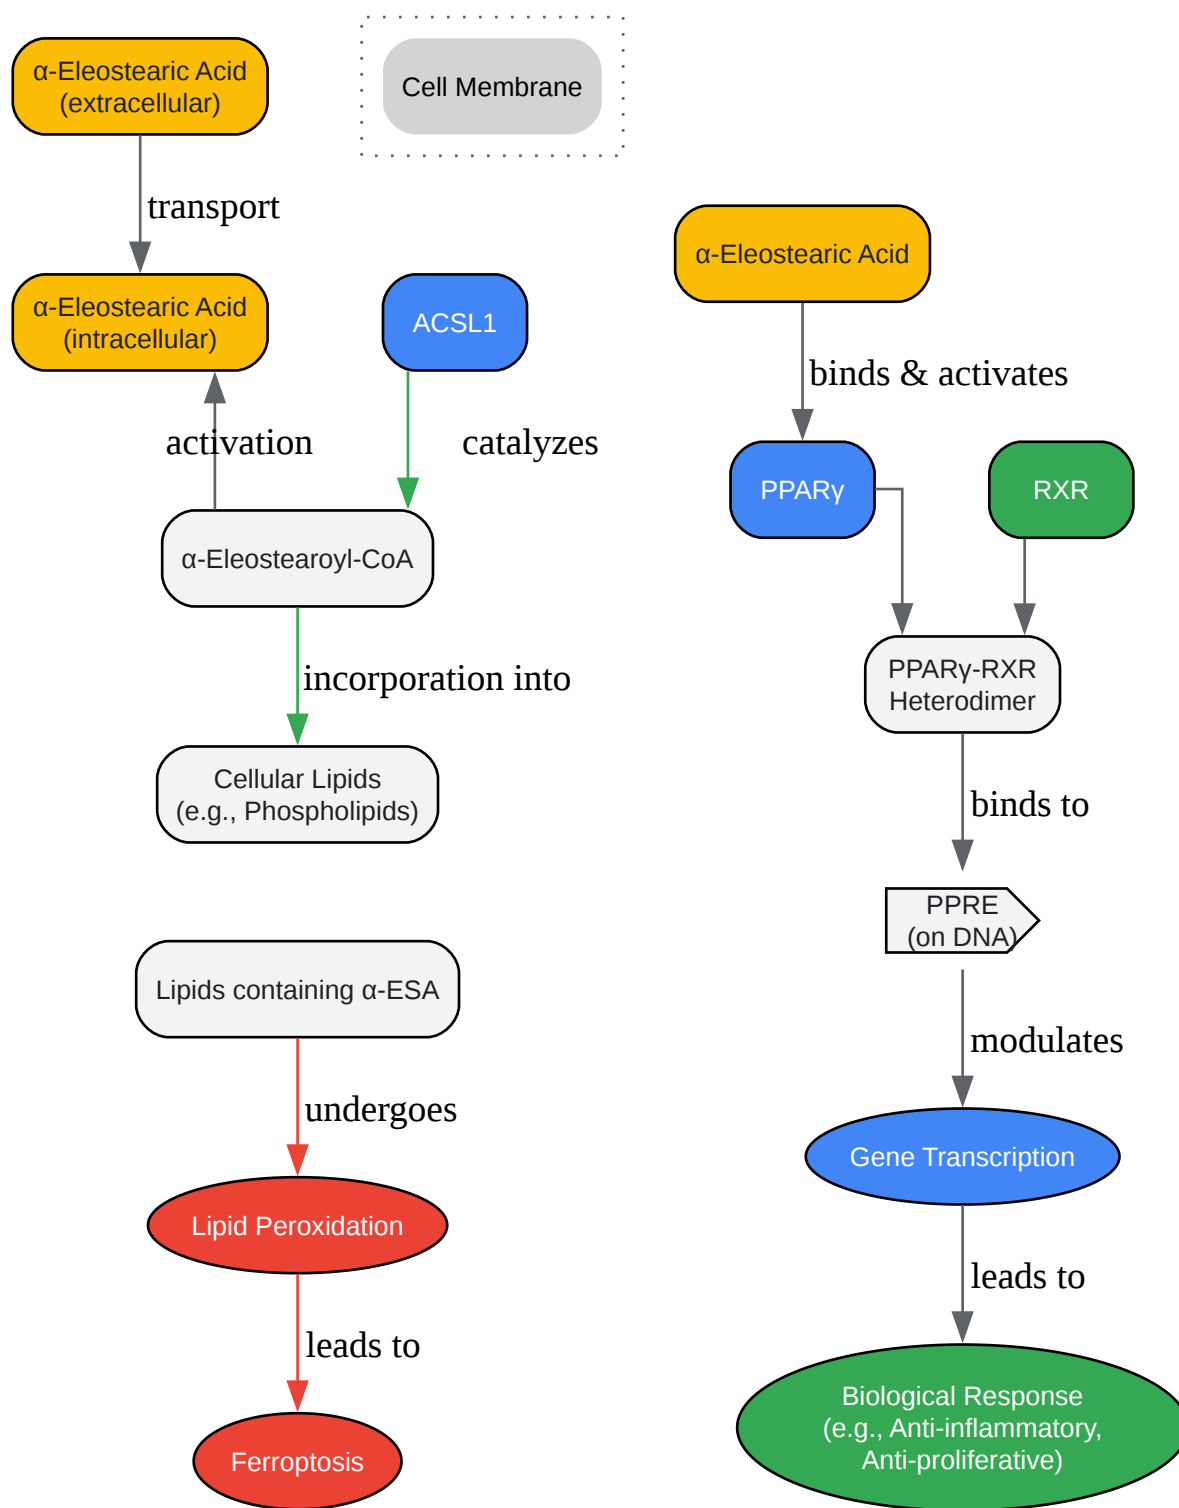 α-Eleostearic Acid
(extracellular)
Cell Membrane
transport
α-Eleostearic Acid
(intracellular)
ACSL1
activation
catalyzes
α-Eleostearoyl-CoA
incorporation into
Cellular Lipids
(e.g., Phospholipids)
Lipids containing α-ESA
undergoes
Lipid Peroxidation
leads to
Ferroptosis
α-Eleostearic Acid
binds & activates
PPARγ
RXR
PPARγ-RXR
Heterodimer
binds to
PPRE
(on DNA)
modulates
Gene Transcription
leads to
Biological Response
(e.g., Anti-inflammatory,
Anti-proliferative)